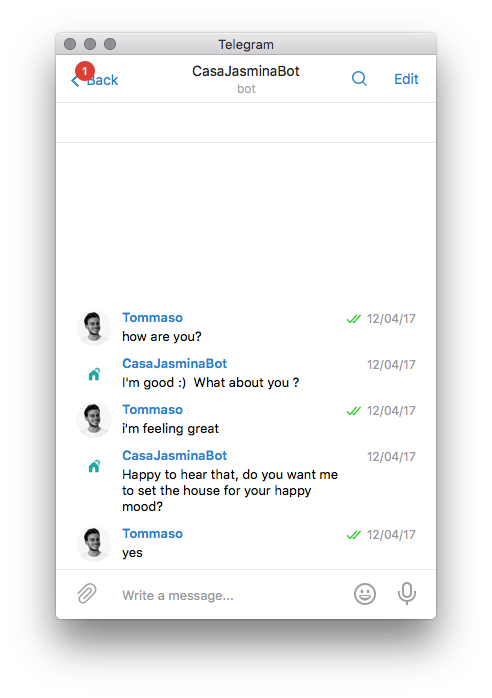 Telegram
1
Back
CasaJasminaBot
Edit
bot
Tommaso 12/04/17
how are you?
CasaJasminaBot 12/04/17
I'm good :)  What about you ?
Tommaso 12/04/17
i'm feeling great
CasaJasminaBot 12/04/17
Happy to hear that, do you want me
to set the house for your happy
mood?
Tommaso 12/04/17
yes
Write a message...